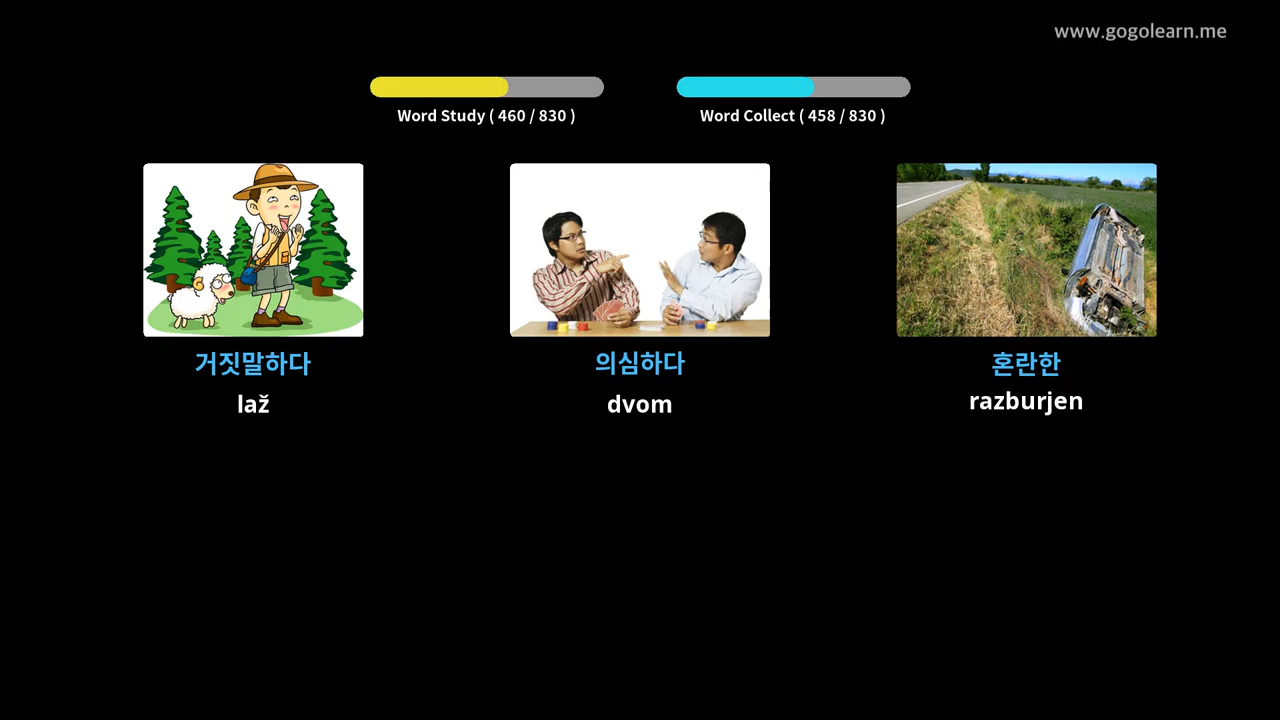 www.gogolearn.me
Word Study ( 460 / 830 )
Word Collect ( 458 / 830 )
거짓말하다
의심하다
혼란한
laž
dvom
razburjen